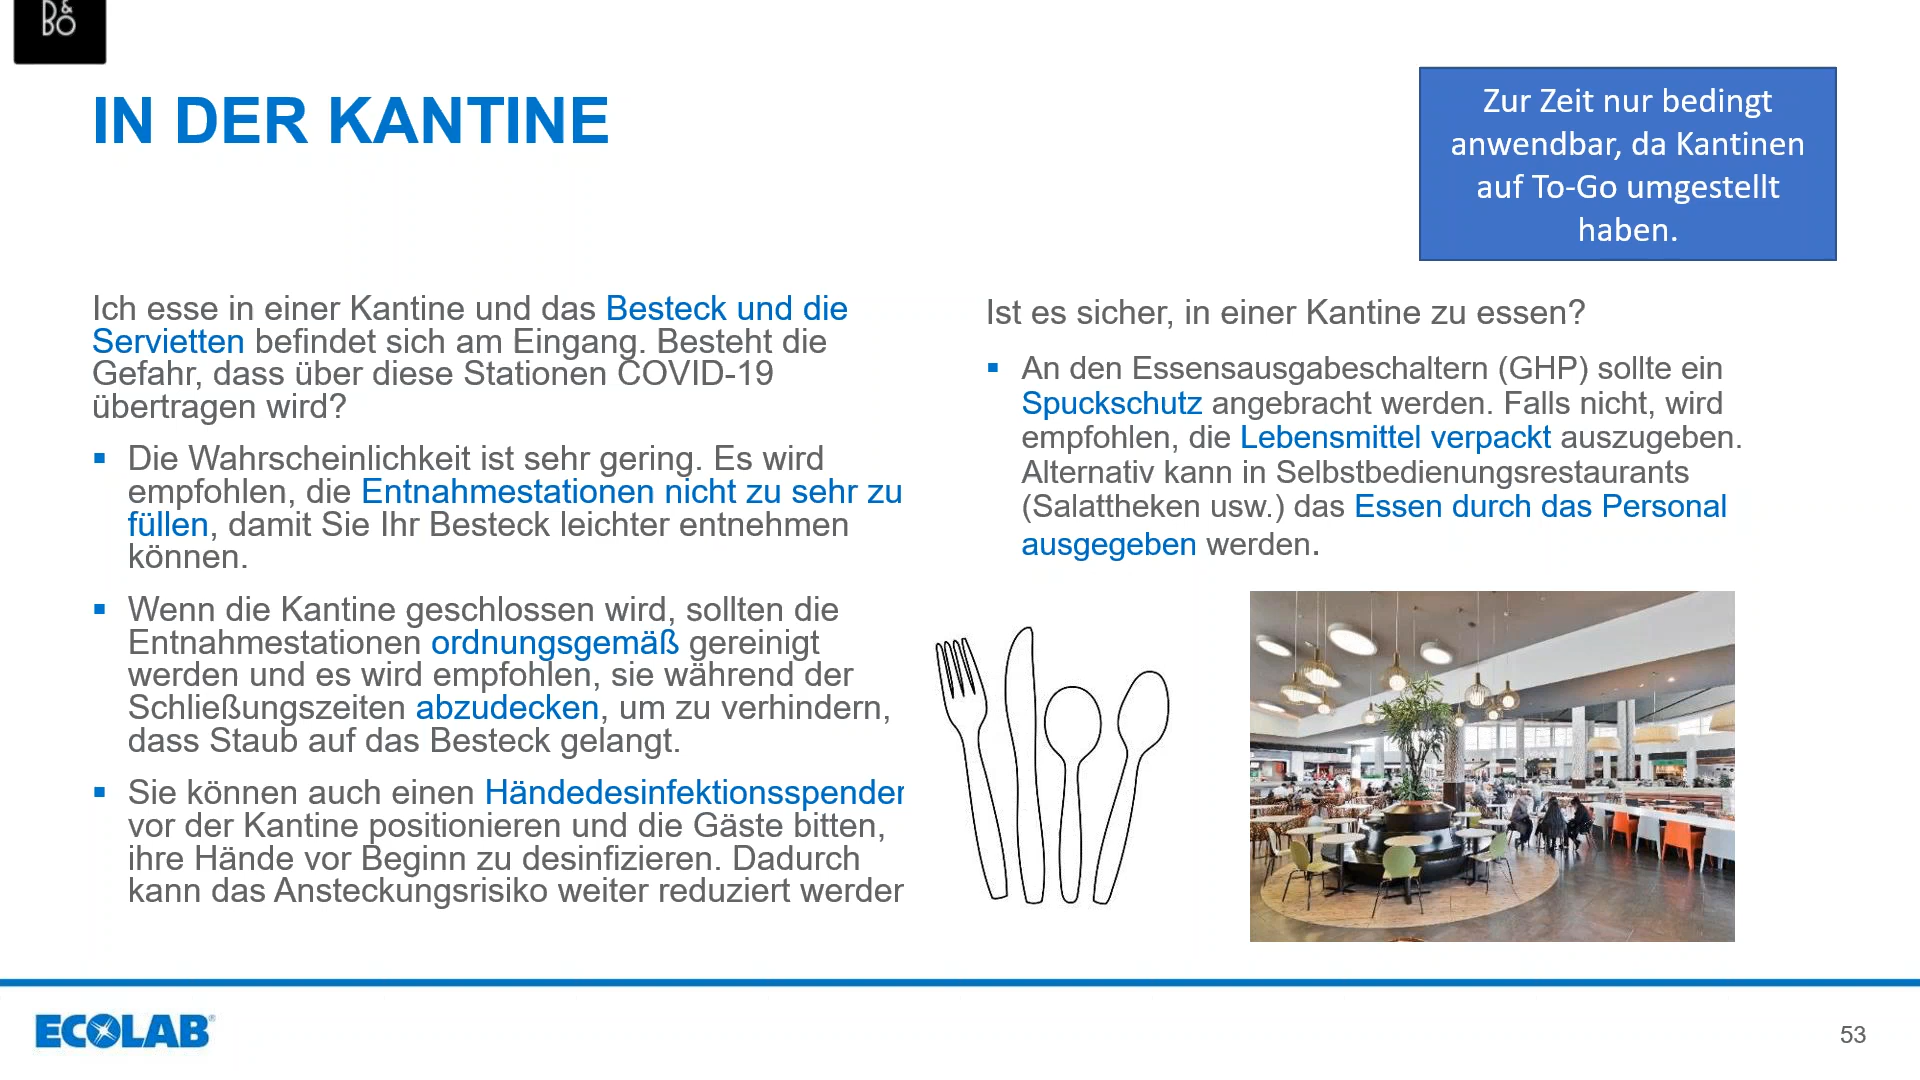 B&O
IN DER KANTINE
Zur Zeit nur bedingt
anwendbar, da Kantinen
auf To-Go umgestellt
haben.
Ich esse in einer Kantine und das Besteck und die
Servietten befindet sich am Eingang. Besteht die
Gefahr, dass über diese Stationen COVID-19
übertragen wird?
▪ Die Wahrscheinlichkeit ist sehr gering. Es wird
empfohlen, die Entnahmestationen nicht zu sehr zu
füllen, damit Sie Ihr Besteck leichter entnehmen
können.
▪ Wenn die Kantine geschlossen wird, sollten die
Entnahmestationen ordnungsgemäß gereinigt
werden und es wird empfohlen, sie während der
Schließungszeiten abzudecken, um zu verhindern,
dass Staub auf das Besteck gelangt.
▪ Sie können auch einen Händedesinfektionsspender
vor der Kantine positionieren und die Gäste bitten,
ihre Hände vor Beginn zu desinfizieren. Dadurch
kann das Ansteckungsrisiko weiter reduziert werder
Ist es sicher, in einer Kantine zu essen?
▪ An den Essensausgabeschaltern (GHP) sollte ein
Spuckschutz angebracht werden. Falls nicht, wird
empfohlen, die Lebensmittel verpackt auszugeben.
Alternativ kann in Selbstbedienungsrestaurants
(Salattheken usw.) das Essen durch das Personal
ausgegeben werden.
ECOLAB®
53